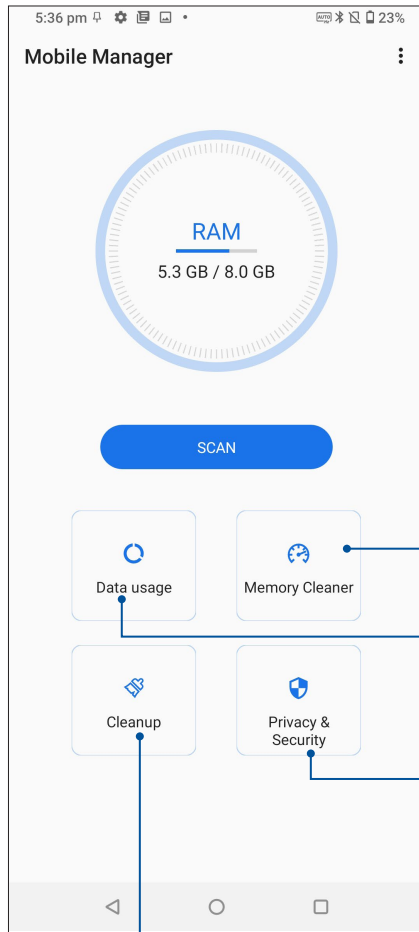 5:36 pm AUTO 23%
Mobile Manager
RAM
5.3 GB / 8.0 GB
SCAN
Data usage Memory Cleaner
Cleanup Privacy &
Security